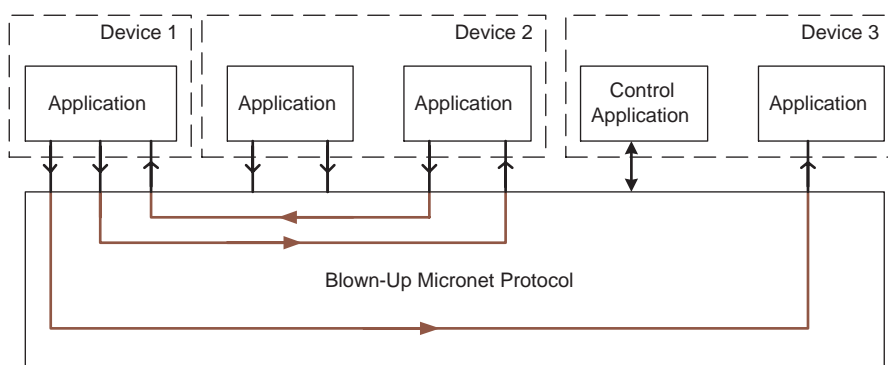 Device 1
Device 2
Device 3
Application
Application
Application
Control
Application
Application
Blown-Up Micronet Protocol